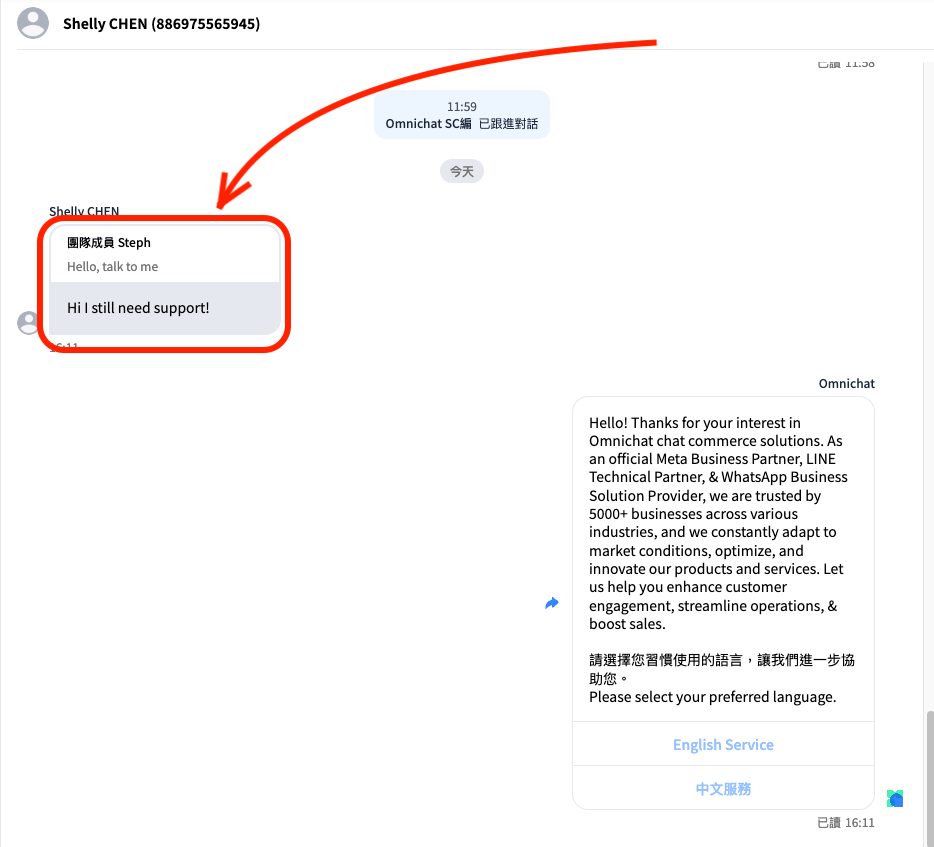 Shelly CHEN (886975565945)
已讀 11:58
11:59
Omnichat SC編 已跟進對話
今天
Shelly CHEN
團隊成員 Steph
Hello, talk to me
Hi I still need support!
16:11
Omnichat
Hello! Thanks for your interest in
Omnichat chat commerce solutions. As
an official Meta Business Partner, LINE
Technical Partner, & WhatsApp Business
Solution Provider, we are trusted by
5000+ businesses across various
industries, and we constantly adapt to
market conditions, optimize, and
innovate our products and services. Let
us help you enhance customer
engagement, streamline operations, &
boost sales.
請選擇您習慣使用的語言，讓我們進一步協
助您。
Please select your preferred language.
English Service
中文服務
已讀 16:11